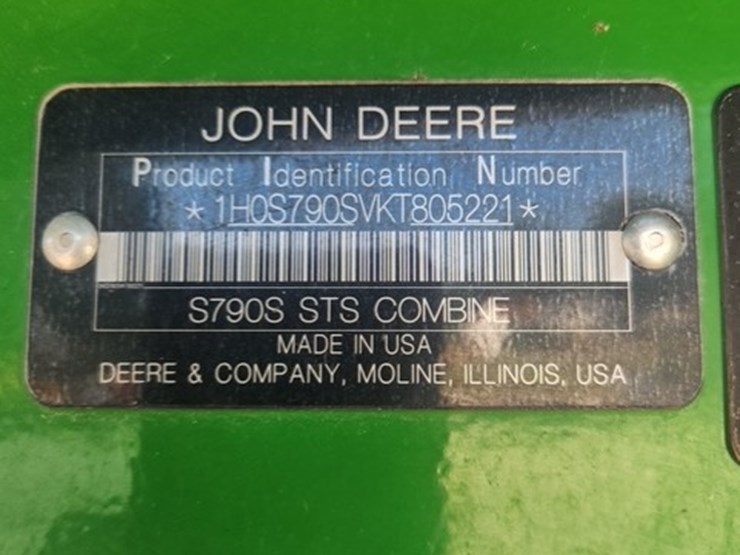 JOHN DEERE
Product Identification Number
*1H0S790SVKT805221*
S790S STS COMBINE
MADE IN USA
DEERE & COMPANY, MOLINE, ILLINOIS, USA